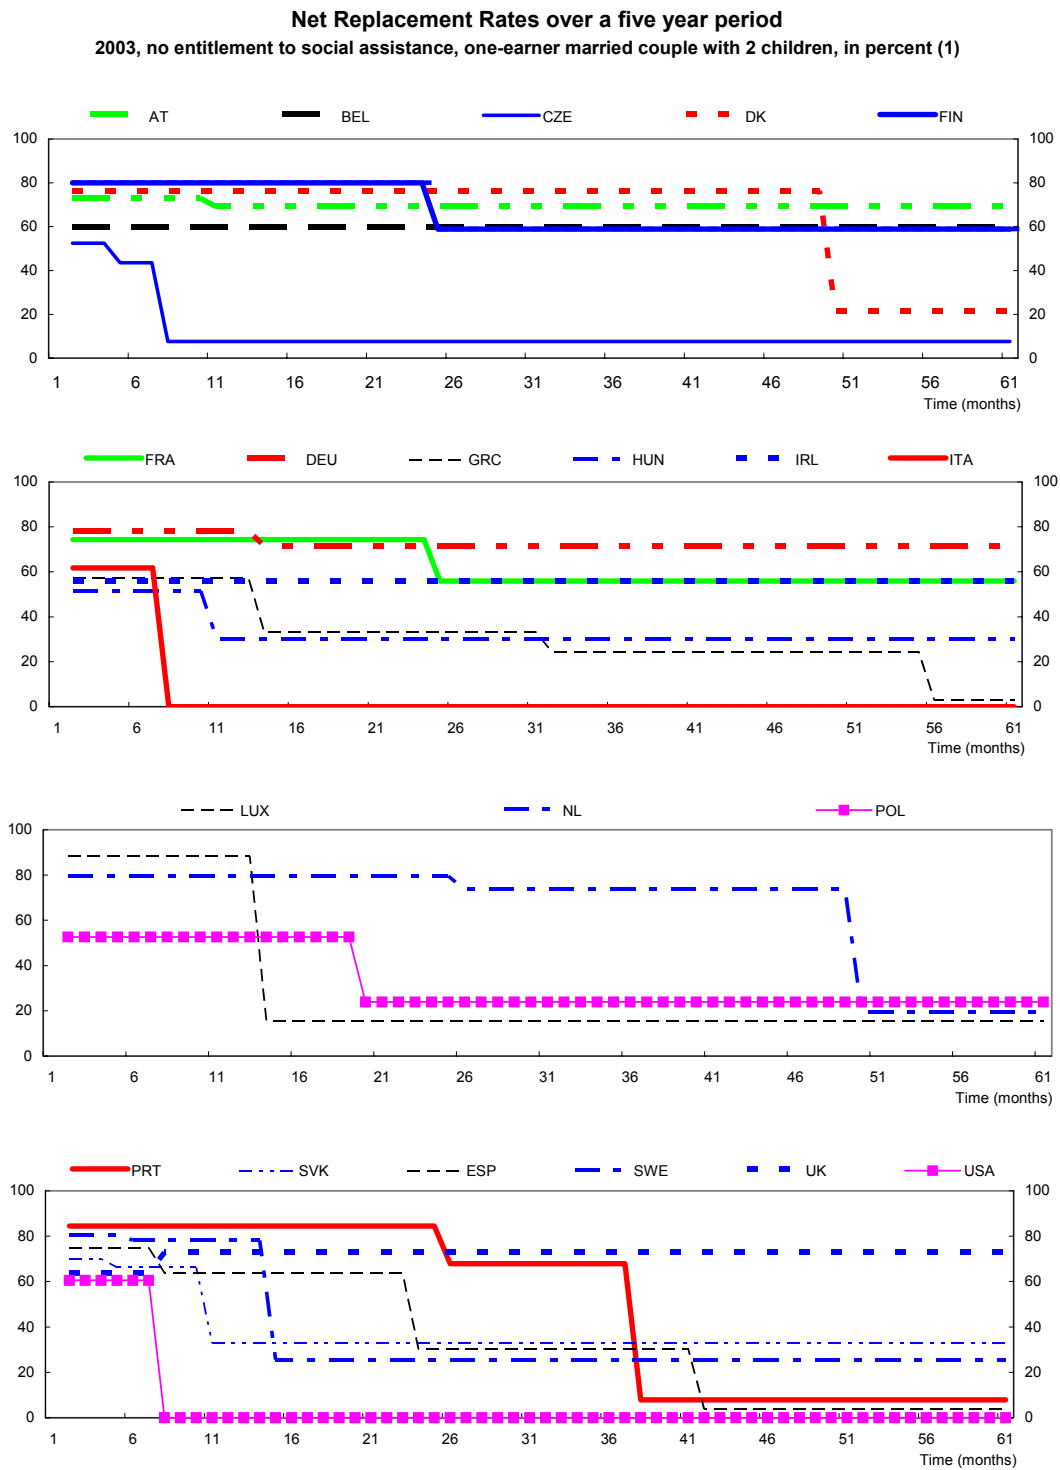 Net Replacement Rates over a five year period
2003, no entitlement to social assistance, one-earner married couple with 2 children, in percent (1)
AT BEL CZE DK FIN
100 100
80 80
60 60
40 40
20 20
0 0
1 6 11 16 21 26 31 36 41 46 51 56 61
Time (months)
FRA DEU GRC HUN IRL ITA
100 100
80 80
60 60
40 40
20 20
0 0
1 6 11 16 21 26 31 36 41 46 51 56 61
Time (months)
LUX NL POL
100
80
60
40
20
0
1 6 11 16 21 26 31 36 41 46 51 56 61
Time (months)
PRT SVK ESP SWE UK USA
100 100
80 80
60 60
40 40
20 20
0 0
1 6 11 16 21 26 31 36 41 46 51 56 61
Time (months)